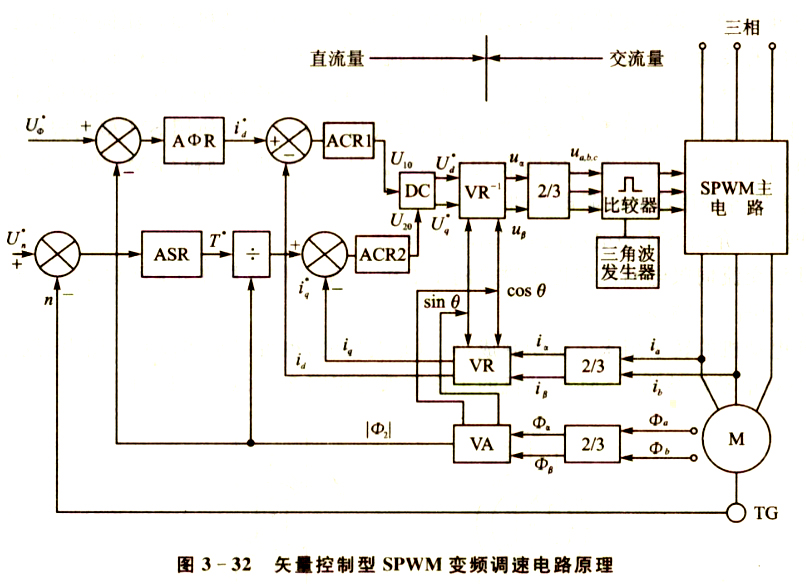 三相
直流量
交流量
U*Φ
+
−
AΦR
i*d
+
−
ACR1
U10
DC
U*d
VR⁻¹
uα
2/3
ua,b,c
比较器
SPWM主
电 路
U20
U*q
uβ
三角波
发生器
U*n
+
n
−
ASR
T*
÷
+
i*q
−
ACR2
sin θ
cos θ
iq
id
VR
iα
iβ
2/3
ia
ib
|Φ2|
VA
Φα
Φβ
2/3
Φa
Φb
M
TG
图 3-32 矢量控制型 SPWM 变频调速电路原理